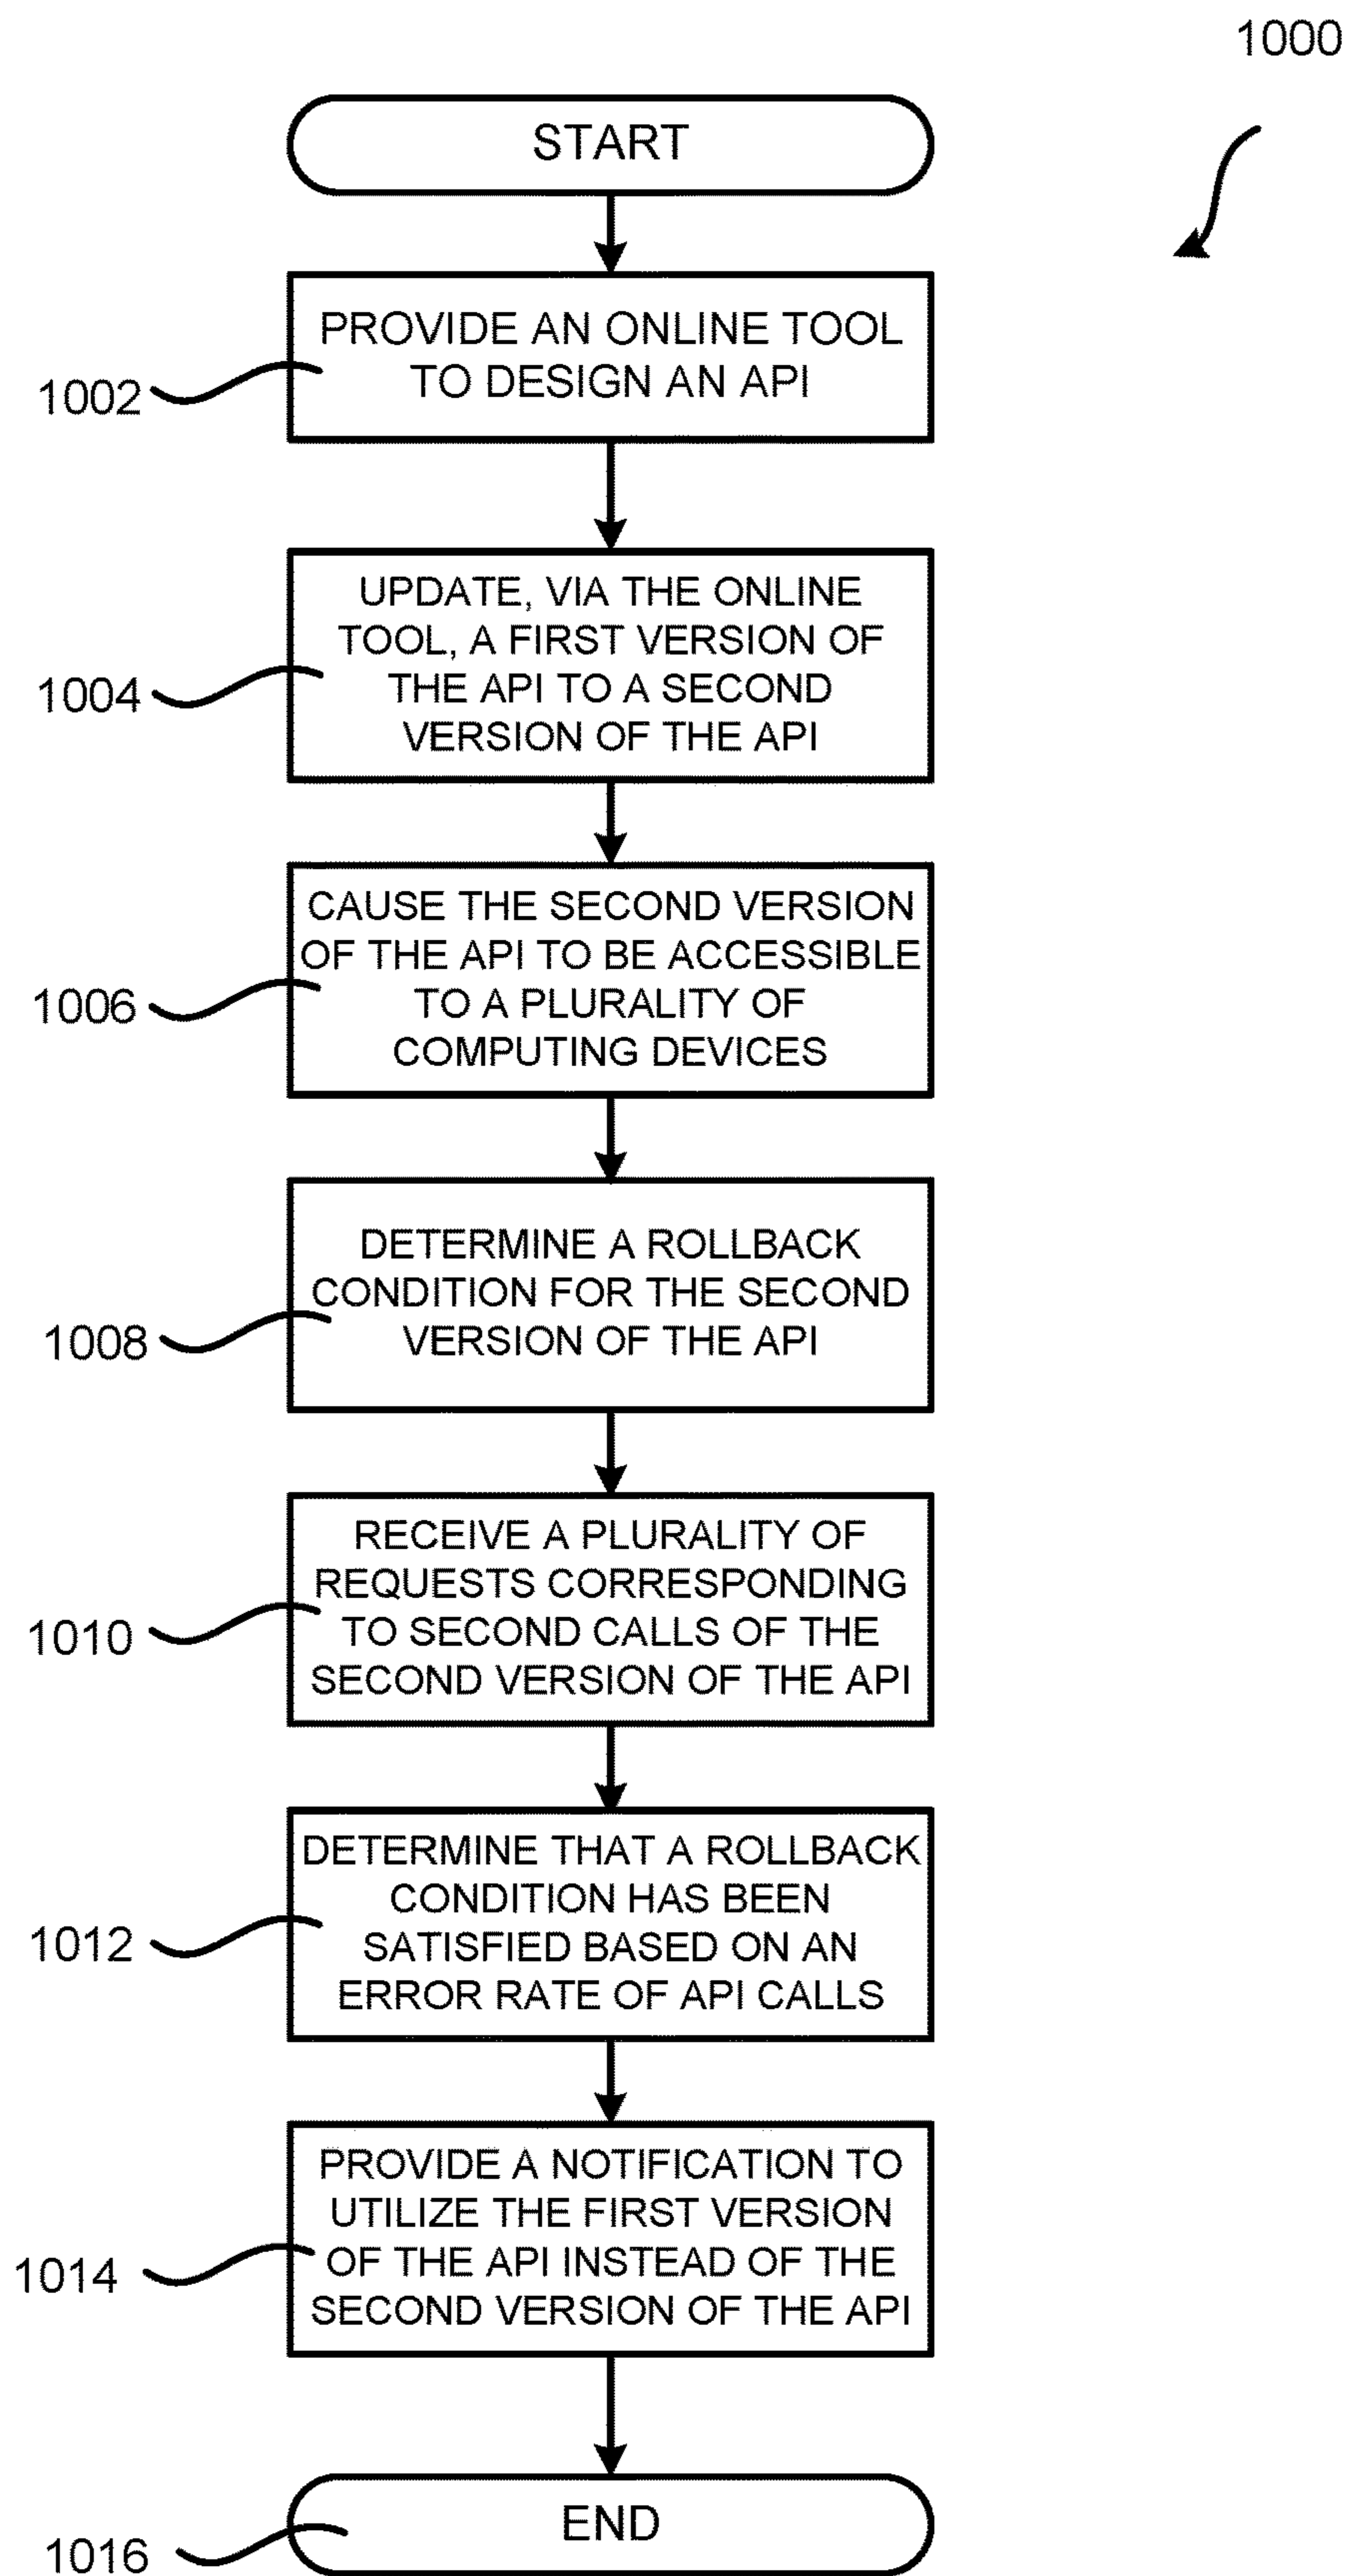 1000
START
PROVIDE AN ONLINE TOOL
TO DESIGN AN API
1002
UPDATE, VIA THE ONLINE
TOOL, A FIRST VERSION OF
THE API TO A SECOND
VERSION OF THE API
1004
CAUSE THE SECOND VERSION
OF THE API TO BE ACCESSIBLE
TO A PLURALITY OF
COMPUTING DEVICES
1006
DETERMINE A ROLLBACK
CONDITION FOR THE SECOND
VERSION OF THE API
1008
RECEIVE A PLURALITY OF
REQUESTS CORRESPONDING
TO SECOND CALLS OF THE
SECOND VERSION OF THE API
1010
DETERMINE THAT A ROLLBACK
CONDITION HAS BEEN
SATISFIED BASED ON AN
ERROR RATE OF API CALLS
1012
PROVIDE A NOTIFICATION TO
UTILIZE THE FIRST VERSION
OF THE API INSTEAD OF THE
SECOND VERSION OF THE API
1014
END
1016